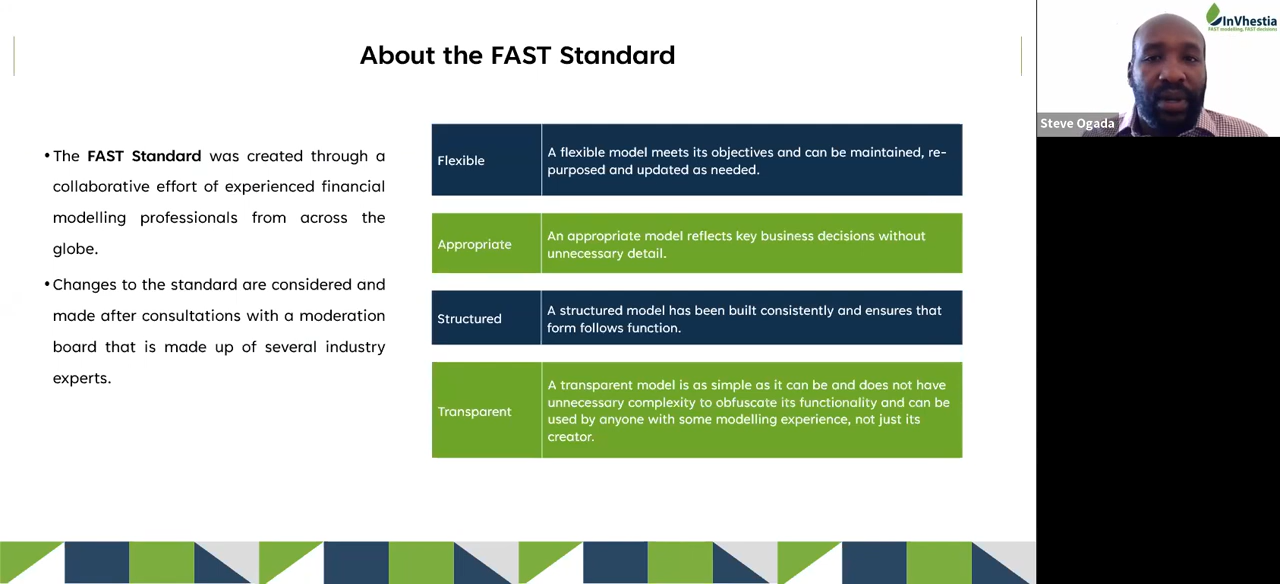 About the FAST Standard
•The FAST Standard was created through a
collaborative effort of experienced financial
modelling professionals from across the
globe.
•Changes to the standard are considered and
made after consultations with a moderation
board that is made up of several industry
experts.
Flexible
A flexible model meets its objectives and can be maintained, re-
purposed and updated as needed.
Appropriate
An appropriate model reflects key business decisions without
unnecessary detail.
Structured
A structured model has been built consistently and ensures that
form follows function.
Transparent
A transparent model is as simple as it can be and does not have
unnecessary complexity to obfuscate its functionality and can be
used by anyone with some modelling experience, not just its
creator.
InVhestia
FAST modelling, FAST decisions
Steve Ogada